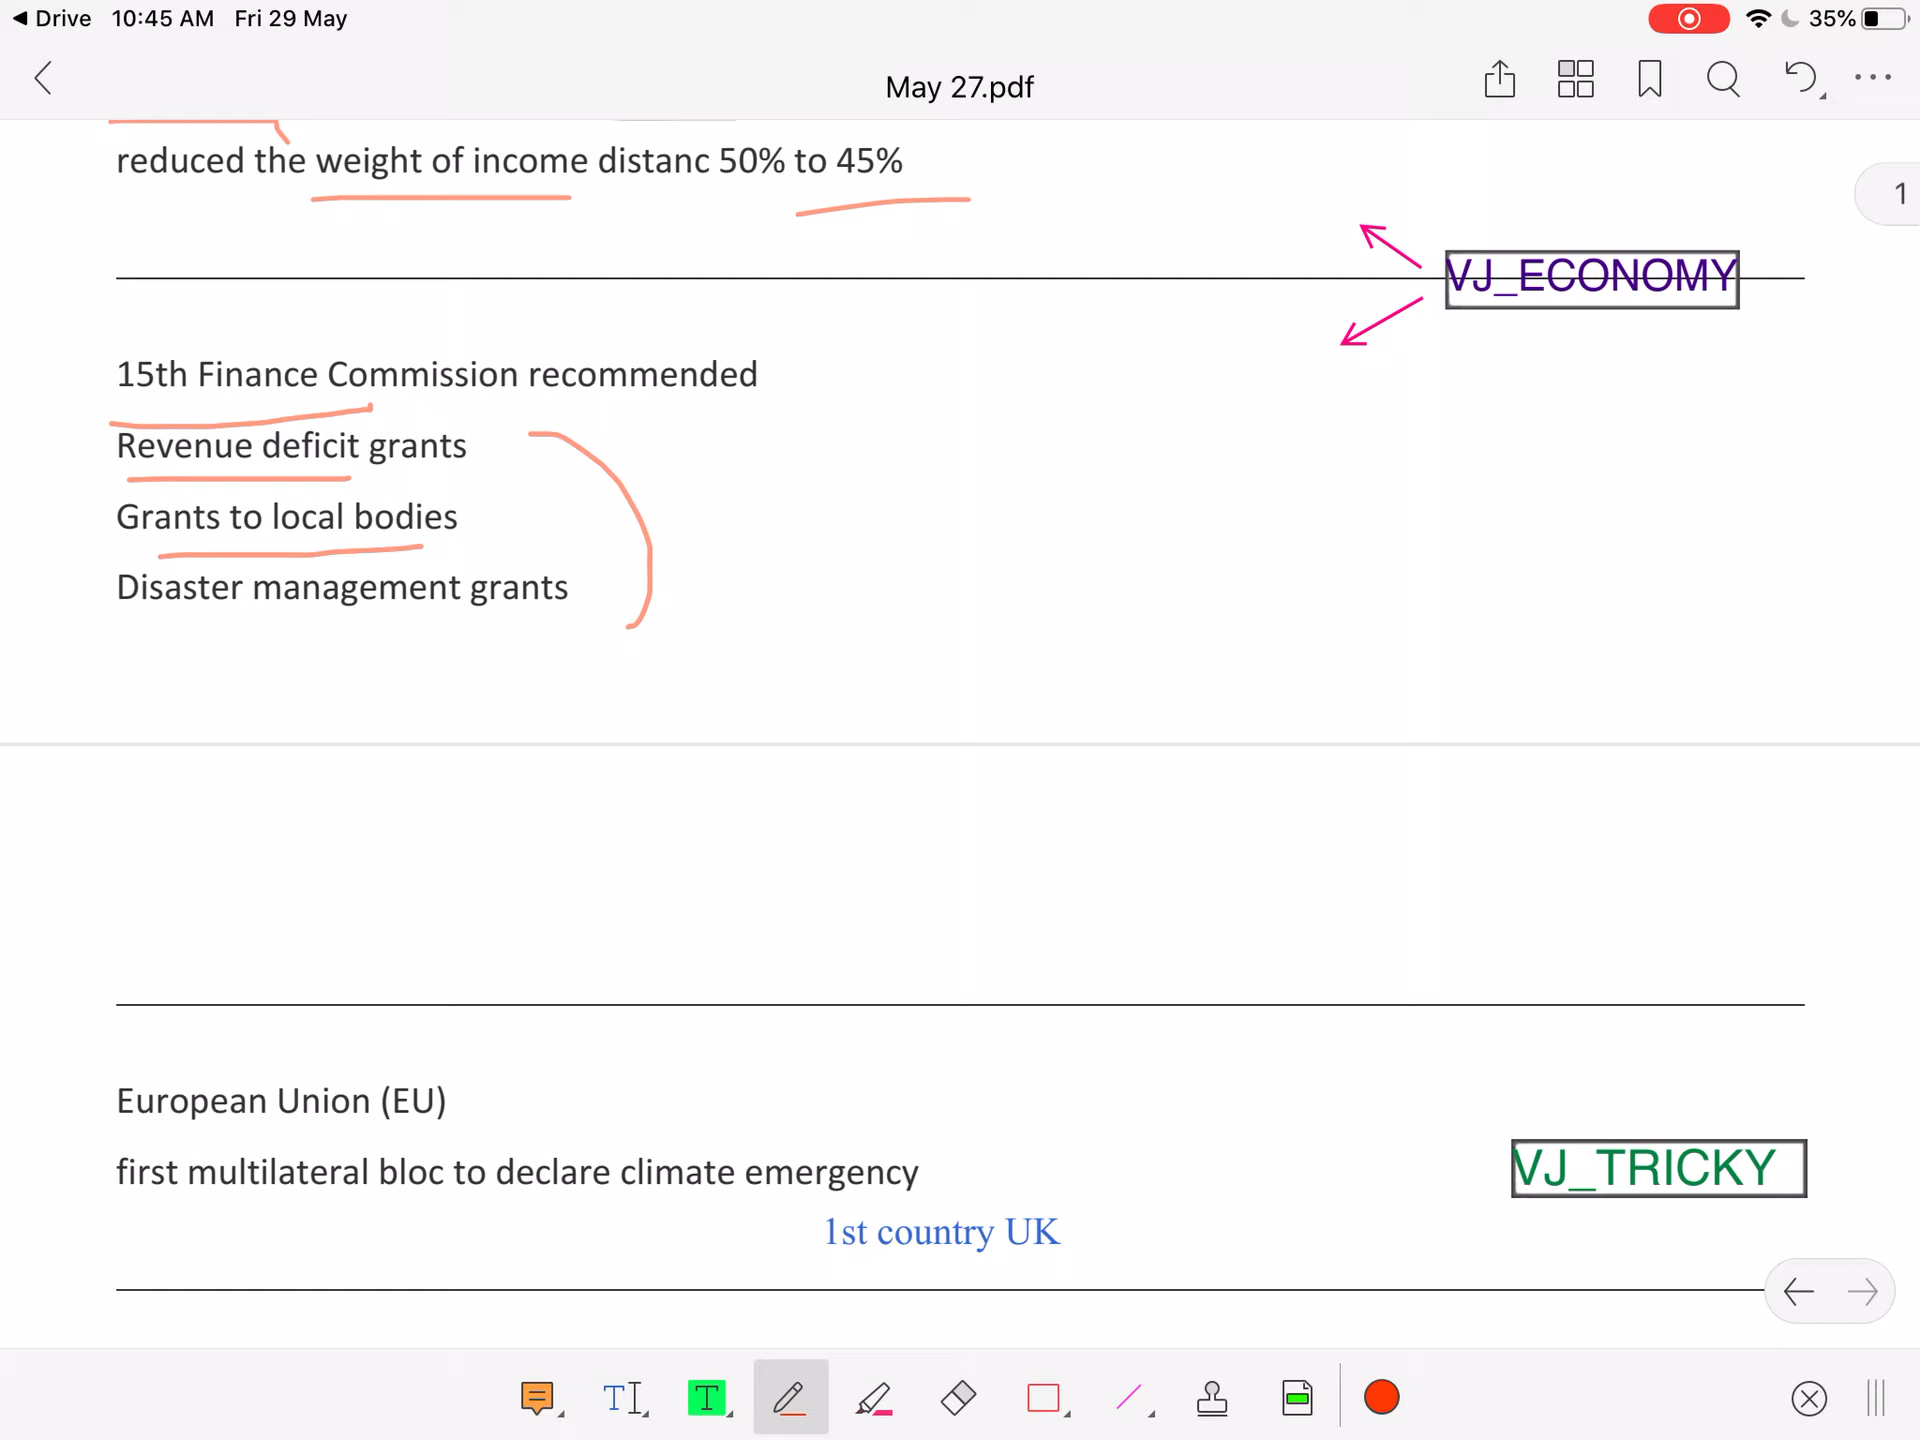 Drive 10:45 AM Fri 29 May 35%
May 27.pdf
reduced the weight of income distanc 50% to 45%
1
VJ_ECONOMY
15th Finance Commission recommended
Revenue deficit grants
Grants to local bodies
Disaster management grants
European Union (EU)
first multilateral bloc to declare climate emergency
VJ_TRICKY
1st country UK